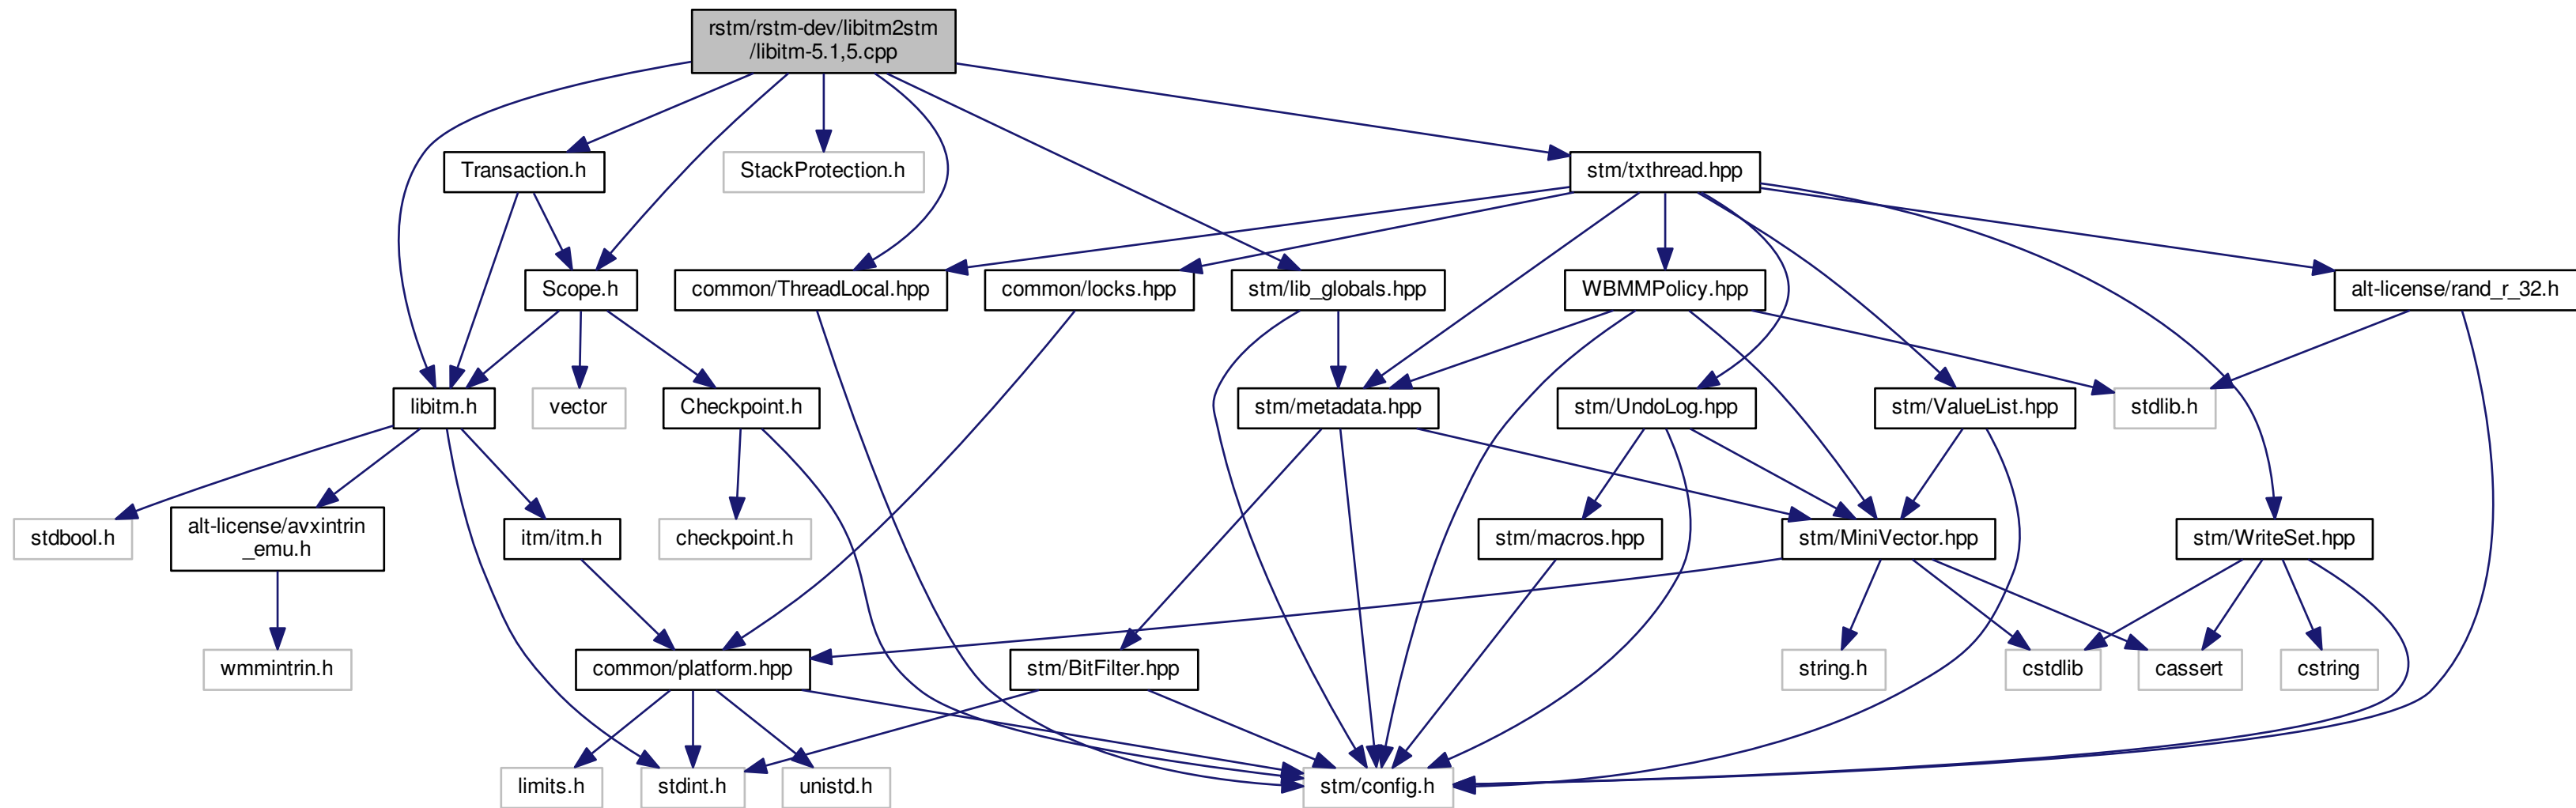 rstm/rstm-dev/libitm2stm
/libitm-5.1,5.cpp
Transaction.h
StackProtection.h
stm/txthread.hpp
Scope.h
common/ThreadLocal.hpp
common/locks.hpp
stm/lib_globals.hpp
WBMMPolicy.hpp
alt-license/rand_r_32.h
libitm.h
vector
Checkpoint.h
stm/metadata.hpp
stm/UndoLog.hpp
stm/ValueList.hpp
stdlib.h
stdbool.h
alt-license/avxintrin
_emu.h
itm/itm.h
checkpoint.h
stm/macros.hpp
stm/MiniVector.hpp
stm/WriteSet.hpp
wmmintrin.h
common/platform.hpp
stm/BitFilter.hpp
string.h
cstdlib
cassert
cstring
limits.h
stdint.h
unistd.h
stm/config.h